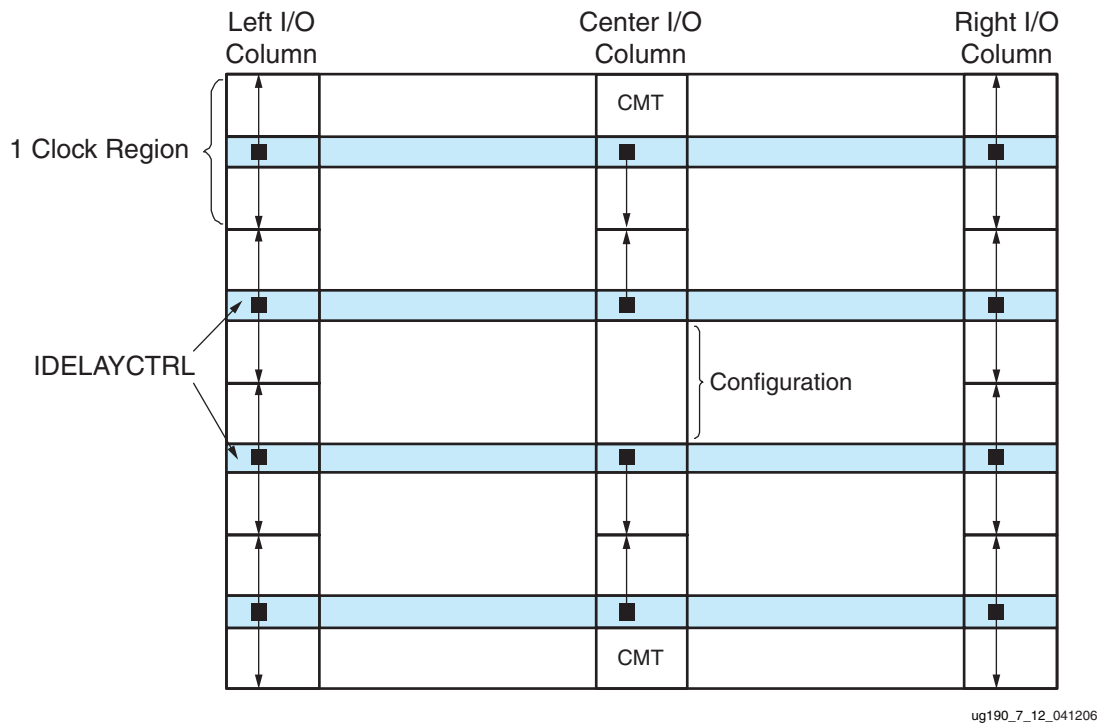 Left I/O
Column
Center I/O
Column
Right I/O
Column
CMT
1 Clock Region
IDELAYCTRL
Configuration
CMT
ug190_7_12_041206